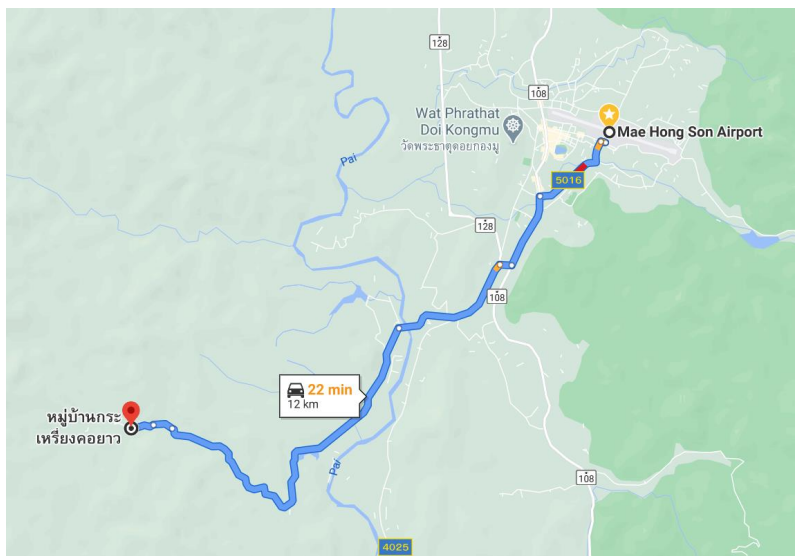 128
108
Wat Phrathat
Doi Kongmu
วัดพระธาตุดอยกองมู
Mae Hong Son Airport
Pai
5016
128
108
22 min
12 km
หมู่บ้านกระ
เหรี่ยงคอยาว
Pai
108
4025